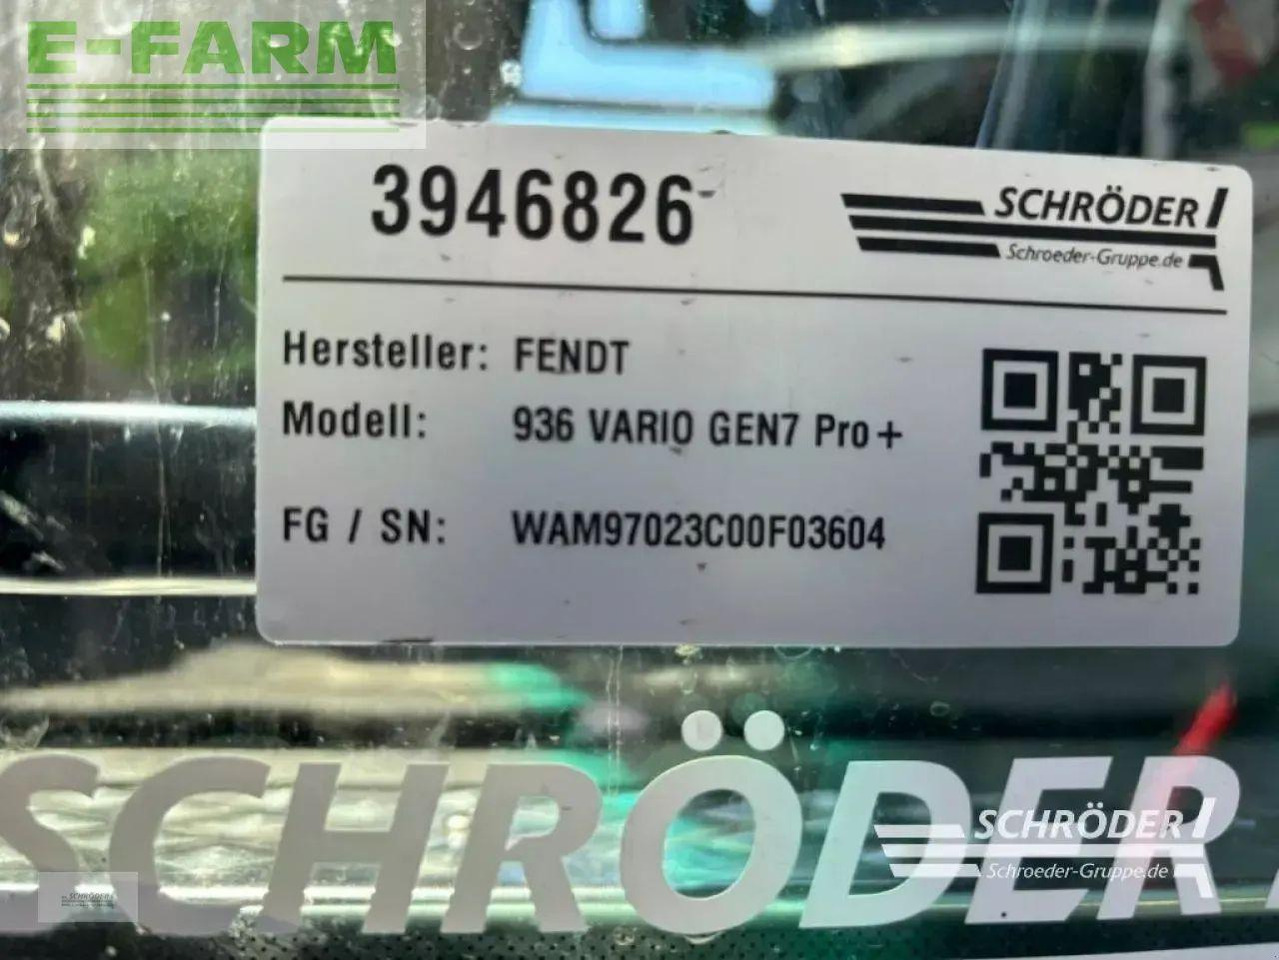 E-FARM
3946826
SCHRÖDER
Schroeder-Gruppe.de
Hersteller: FENDT
Modell: 936 VARIO GEN7 Pro+
FG / SN: WAM97023C00F03604
SCHRÖDER
SCHRÖDER
Schroeder-Gruppe.de
SCHRÖDER